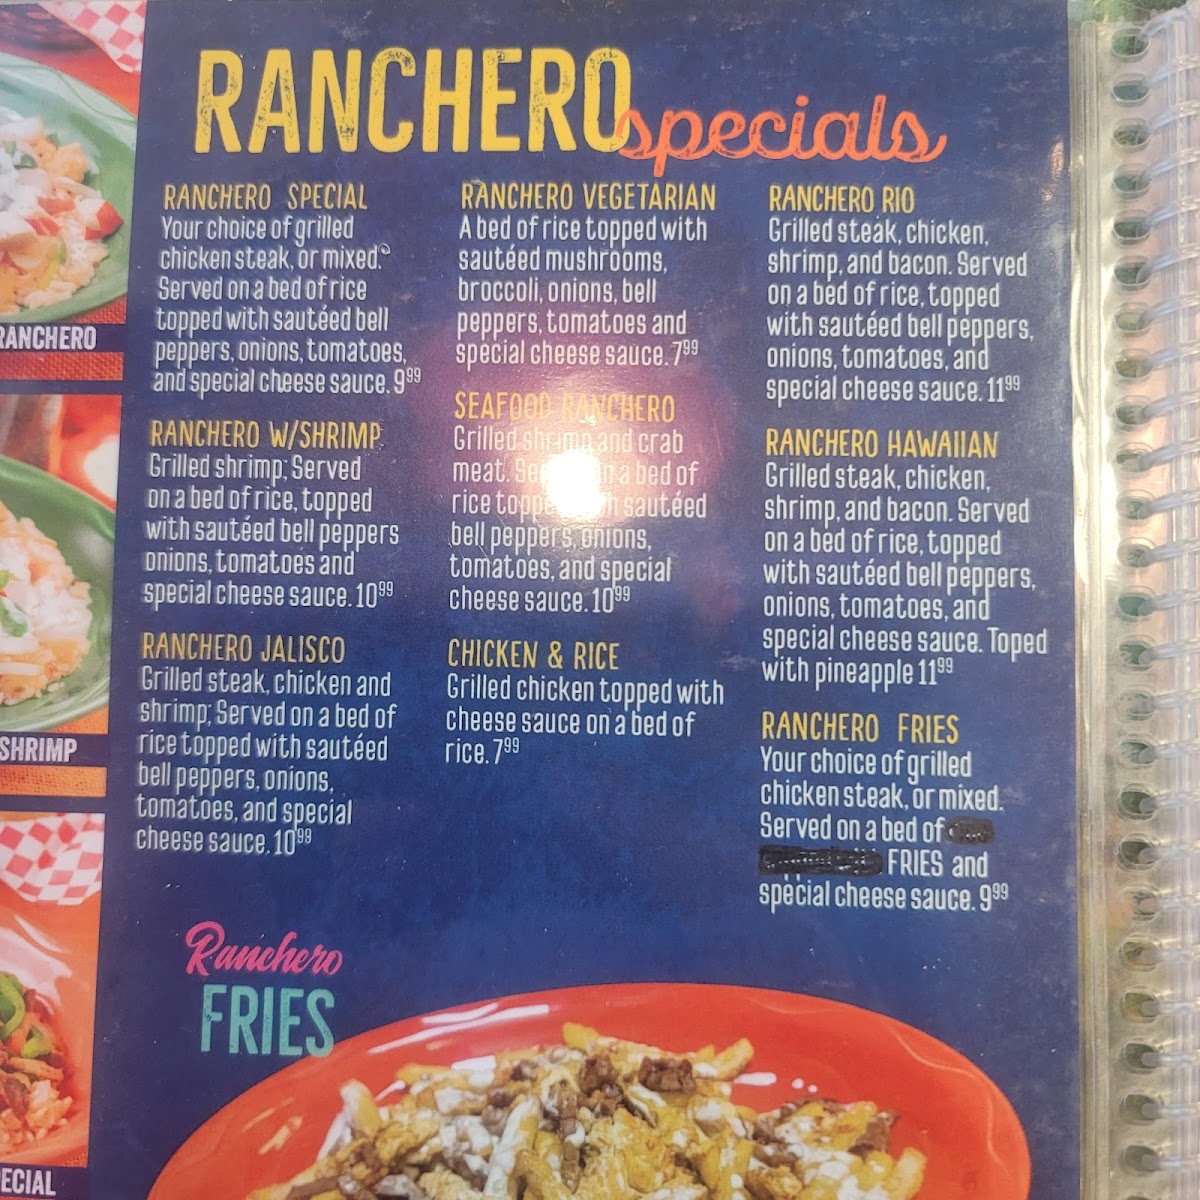 RANCHERO specials
RANCHERO SPECIAL
Your choice of grilled
chicken steak, or mixed.
Served on a bed of rice
topped with sautéed bell
peppers, onions, tomatoes,
and special cheese sauce. 9⁹⁹
RANCHERO W/SHRIMP
Grilled shrimp; Served
on a bed of rice, topped
with sautéed bell peppers
onions, tomatoes and
special cheese sauce. 10⁹⁹
RANCHERO JALISCO
Grilled steak, chicken and
shrimp; Served on a bed of
rice topped with sautéed
bell peppers, onions,
tomatoes, and special
cheese sauce. 10⁹⁹
RANCHERO VEGETARIAN
A bed of rice topped with
sautéed mushrooms,
broccoli, onions, bell
peppers, tomatoes and
special cheese sauce. 7⁹⁹
SEAFOOD RANCHERO
Grilled shrimp and crab
meat. a bed of
rice sautéed
bell peppers, onions,
tomatoes, and special
cheese sauce. 10⁹⁹
CHICKEN & RICE
Grilled chicken topped with
cheese sauce on a bed of
rice. 7⁹⁹
RANCHERO RIO
Grilled steak, chicken,
shrimp, and bacon. Served
on a bed of rice, topped
with sautéed bell peppers,
onions, tomatoes, and
special cheese sauce. 11⁹⁹
RANCHERO HAWAIIAN
Grilled steak, chicken,
shrimp, and bacon. Served
on a bed of rice, topped
with sautéed bell peppers,
onions, tomatoes, and
special cheese sauce. Toped
with pineapple 11⁹⁹
RANCHERO FRIES
Your choice of grilled
chicken steak, or mixed.
Served on a bed of
FRIES and
special cheese sauce. 9⁹⁹
Ranchero
FRIES
RANCHERO
SHRIMP
ECIAL